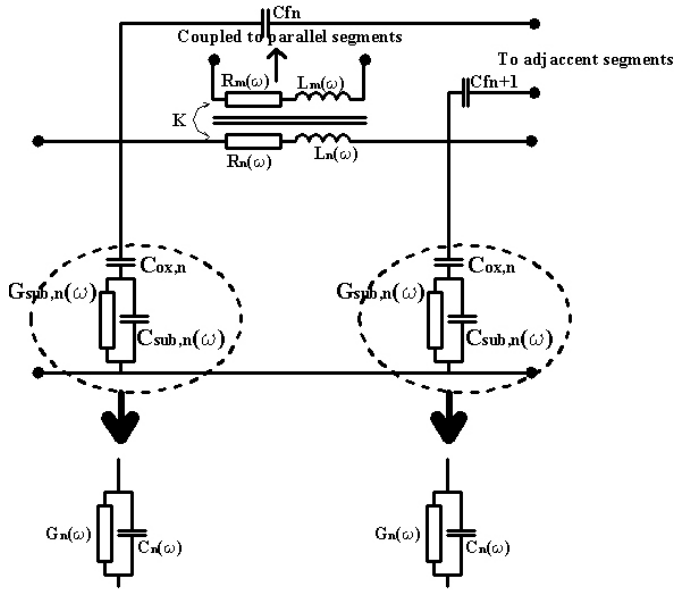 Cfn
Coupled to parallel segments
To adjaccent segments
Rm(ω)
Lm(ω)
Cfn+1
K
Rn(ω)
Ln(ω)
Cox,n
Cox,n
Gsub,n(ω)
Gsub,n(ω)
Csub,n(ω)
Csub,n(ω)
Gn(ω)
Cn(ω)
Gn(ω)
Cn(ω)